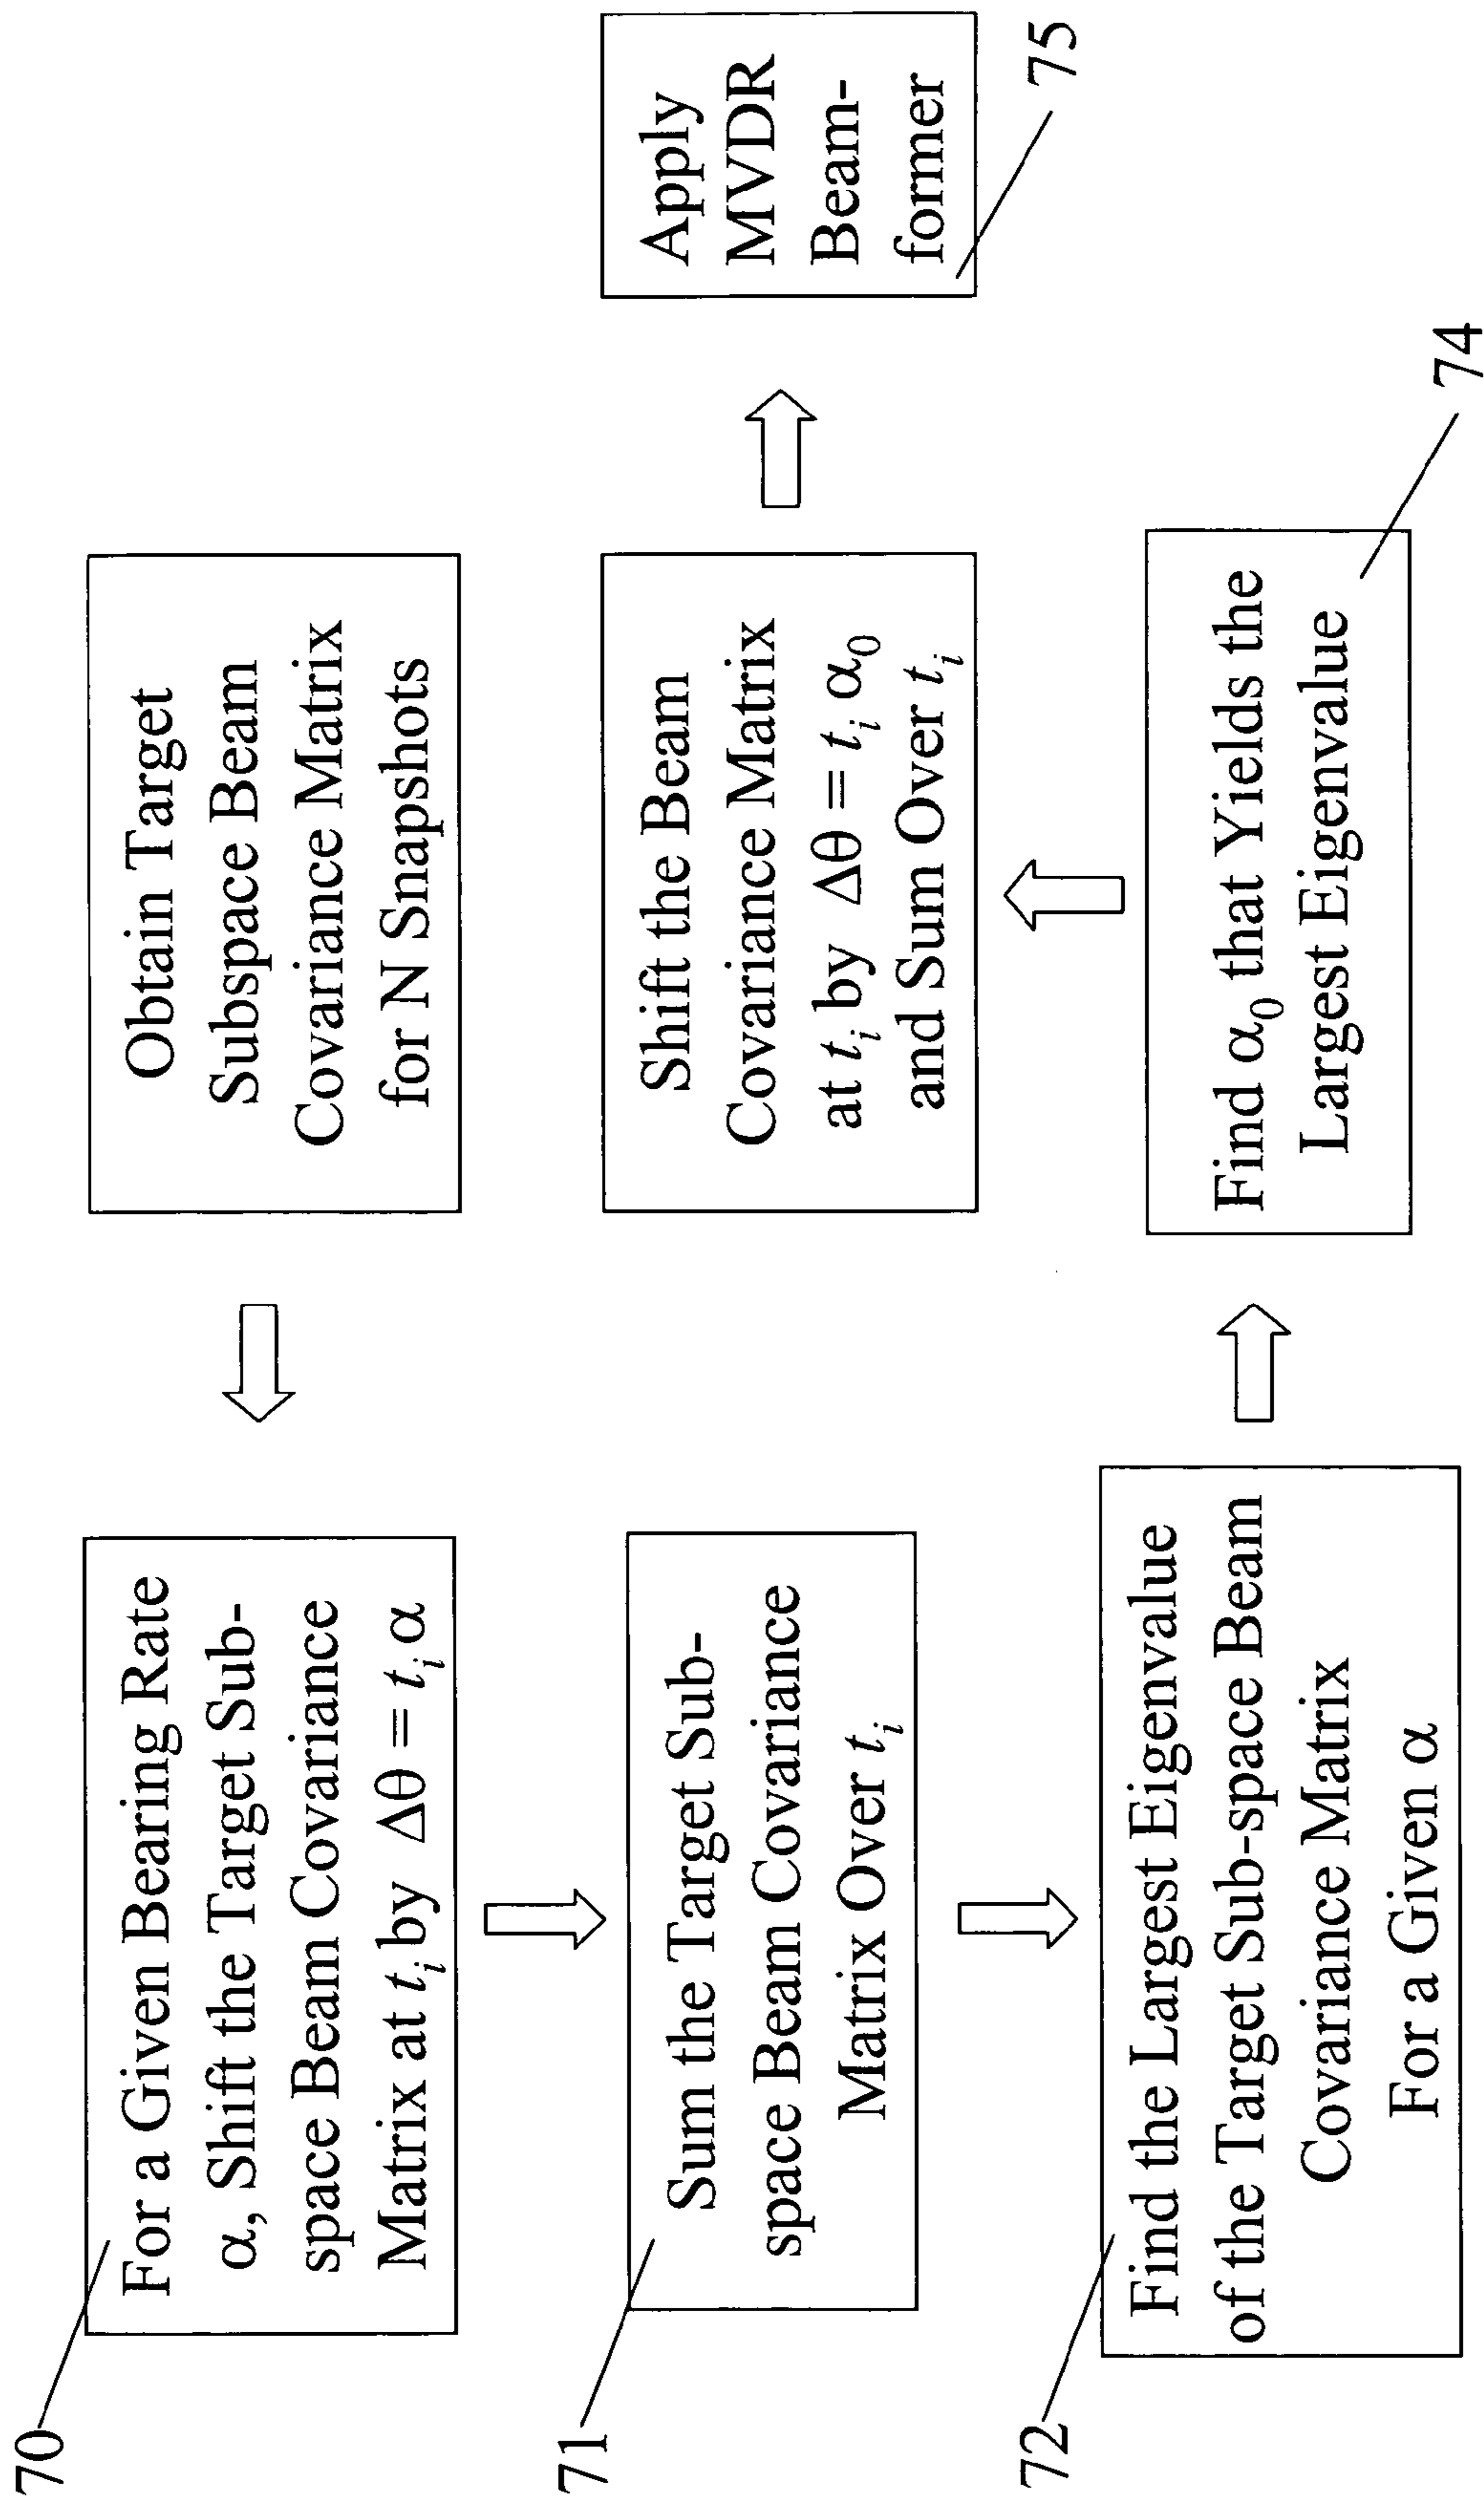 Obtain Target
Subspace Beam
Covariance Matrix
for N Snapshots
70
For a Given Bearing Rate
α, Shift the Target Sub-
space Beam Covariance
Matrix at tᵢ by Δθ = tᵢ α
71
Sum the Target Sub-
space Beam Covariance
Matrix Over tᵢ
72
Find the Largest Eigenvalue
of the Target Sub-space Beam
Covariance Matrix
For a Given α
Find α₀ that Yields the
Largest Eigenvalue
74
Shift the Beam
Covariance Matrix
at tᵢ by Δθ = tᵢ α₀
and Sum Over tᵢ
Apply
MVDR
Beam-
former
75